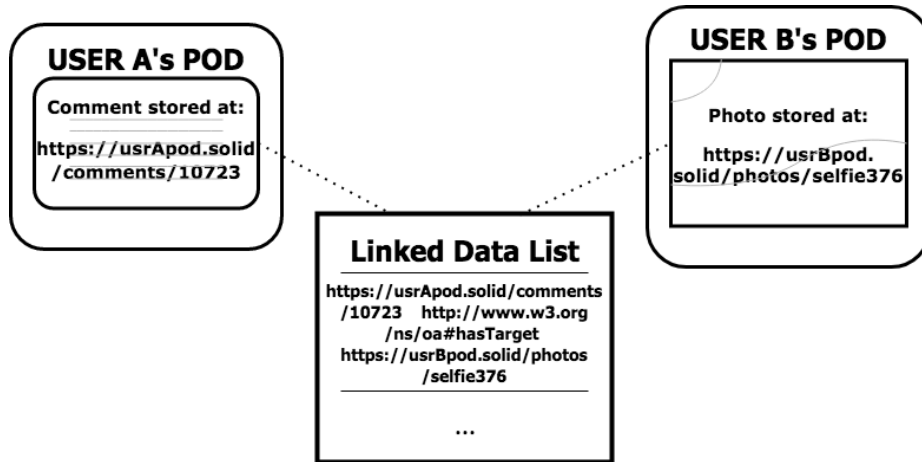 USER A's POD
Comment stored at:
https://usrApod.solid
/comments/10723
USER B's POD
Photo stored at:
https://usrBpod.
solid/photos/selfie376
Linked Data List
https://usrApod.solid/comments
/10723 http://www.w3.org
/ns/oa#hasTarget
https://usrBpod.solid/photos
/selfie376
...